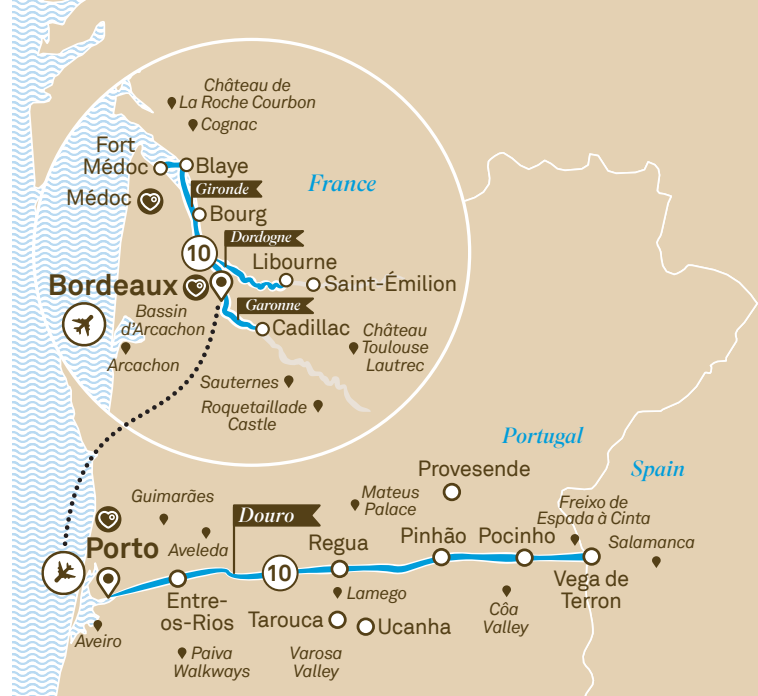 Château de
La Roche Courbon
Cognac
Fort
Médoc
Blaye
Gironde
France
Médoc
Bourg
10
Dordogne
Libourne
Bordeaux
Saint-Émilion
Garonne
Bassin
d'Arcachon
Cadillac
Château
Toulouse
Lautrec
Arcachon
Sauternes
Roquetaillade
Castle
Portugal
Spain
Provesende
Guimarães
Mateus
Palace
Freixo de
Espada à Cinta
Douro
Porto
Aveleda
Regua
Pinhão
Pocinho
Salamanca
10
Vega de
Terron
Entre-
os-Rios
Lamego
Côa
Valley
Tarouca
Ucanha
Aveiro
Paiva
Walkways
Varosa
Valley